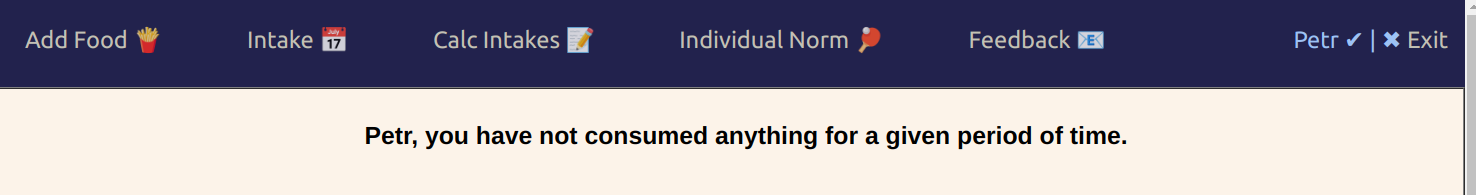 Add Food 🍟 Intake 📅 Calc Intakes 📝 Individual Norm 🏓 Feedback 📧 Petr ✔ | ✖ Exit
Petr, you have not consumed anything for a given period of time.